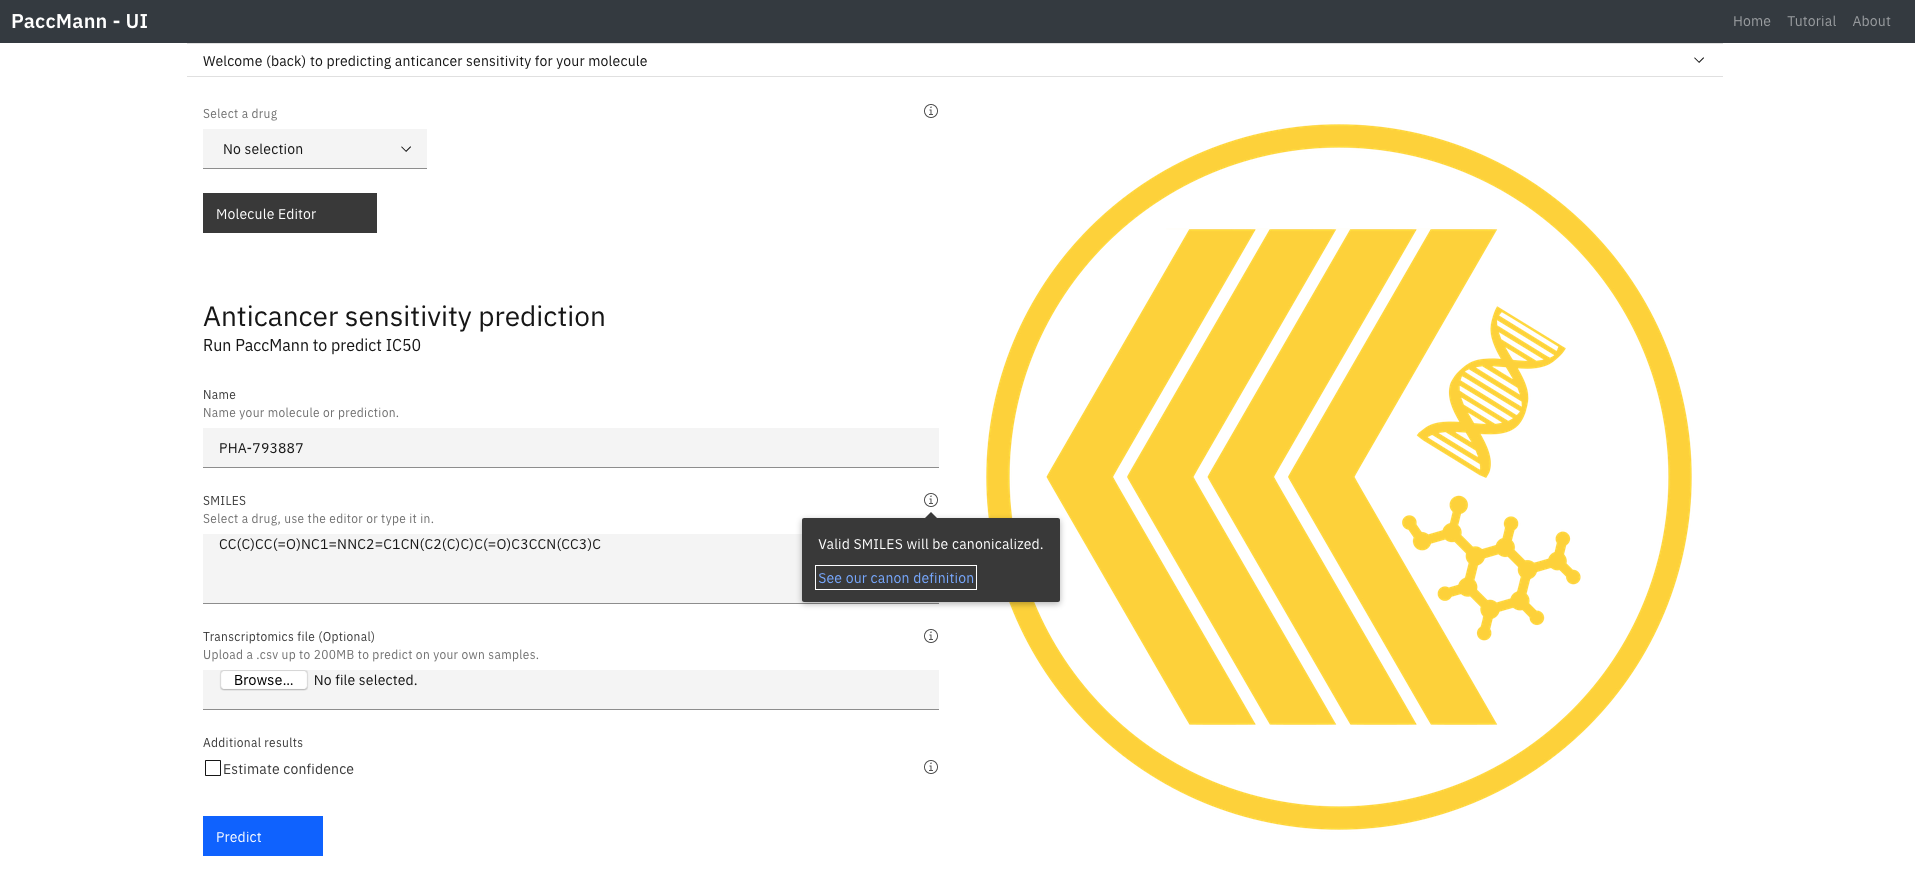 PaccMann - UI
Home Tutorial About
Welcome (back) to predicting anticancer sensitivity for your molecule
Select a drug
No selection
Molecule Editor
Anticancer sensitivity prediction
Run PaccMann to predict IC50
Name
Name your molecule or prediction.
PHA-793887
SMILES
Select a drug, use the editor or type it in.
CC(C)CC(=O)NC1=NNC2=C1CN(C2(C)C)C(=O)C3CCN(CC3)C
Valid SMILES will be canonicalized.
See our canon definition
Transcriptomics file (Optional)
Upload a .csv up to 200MB to predict on your own samples.
Browse... No file selected.
Additional results
Estimate confidence
Predict